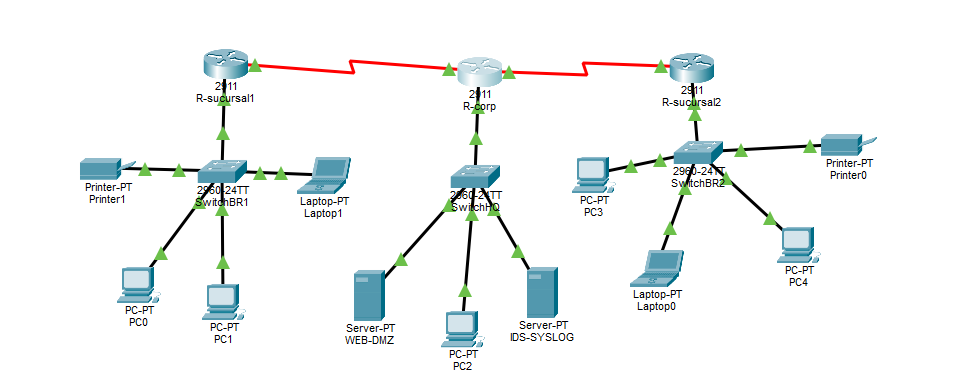 2911
R-sucursal1
2911
R-corp
2911
R-sucursal2
Printer-PT
Printer1
2960-24TT
SwitchBR1
Laptop-PT
Laptop1
2960-24TT
SwitchHQ
PC-PT
PC3
2960-24TT
SwitchBR2
Printer-PT
Printer0
PC-PT
PC0
PC-PT
PC1
Server-PT
WEB-DMZ
PC-PT
PC2
Server-PT
IDS-SYSLOG
Laptop-PT
Laptop0
PC-PT
PC4